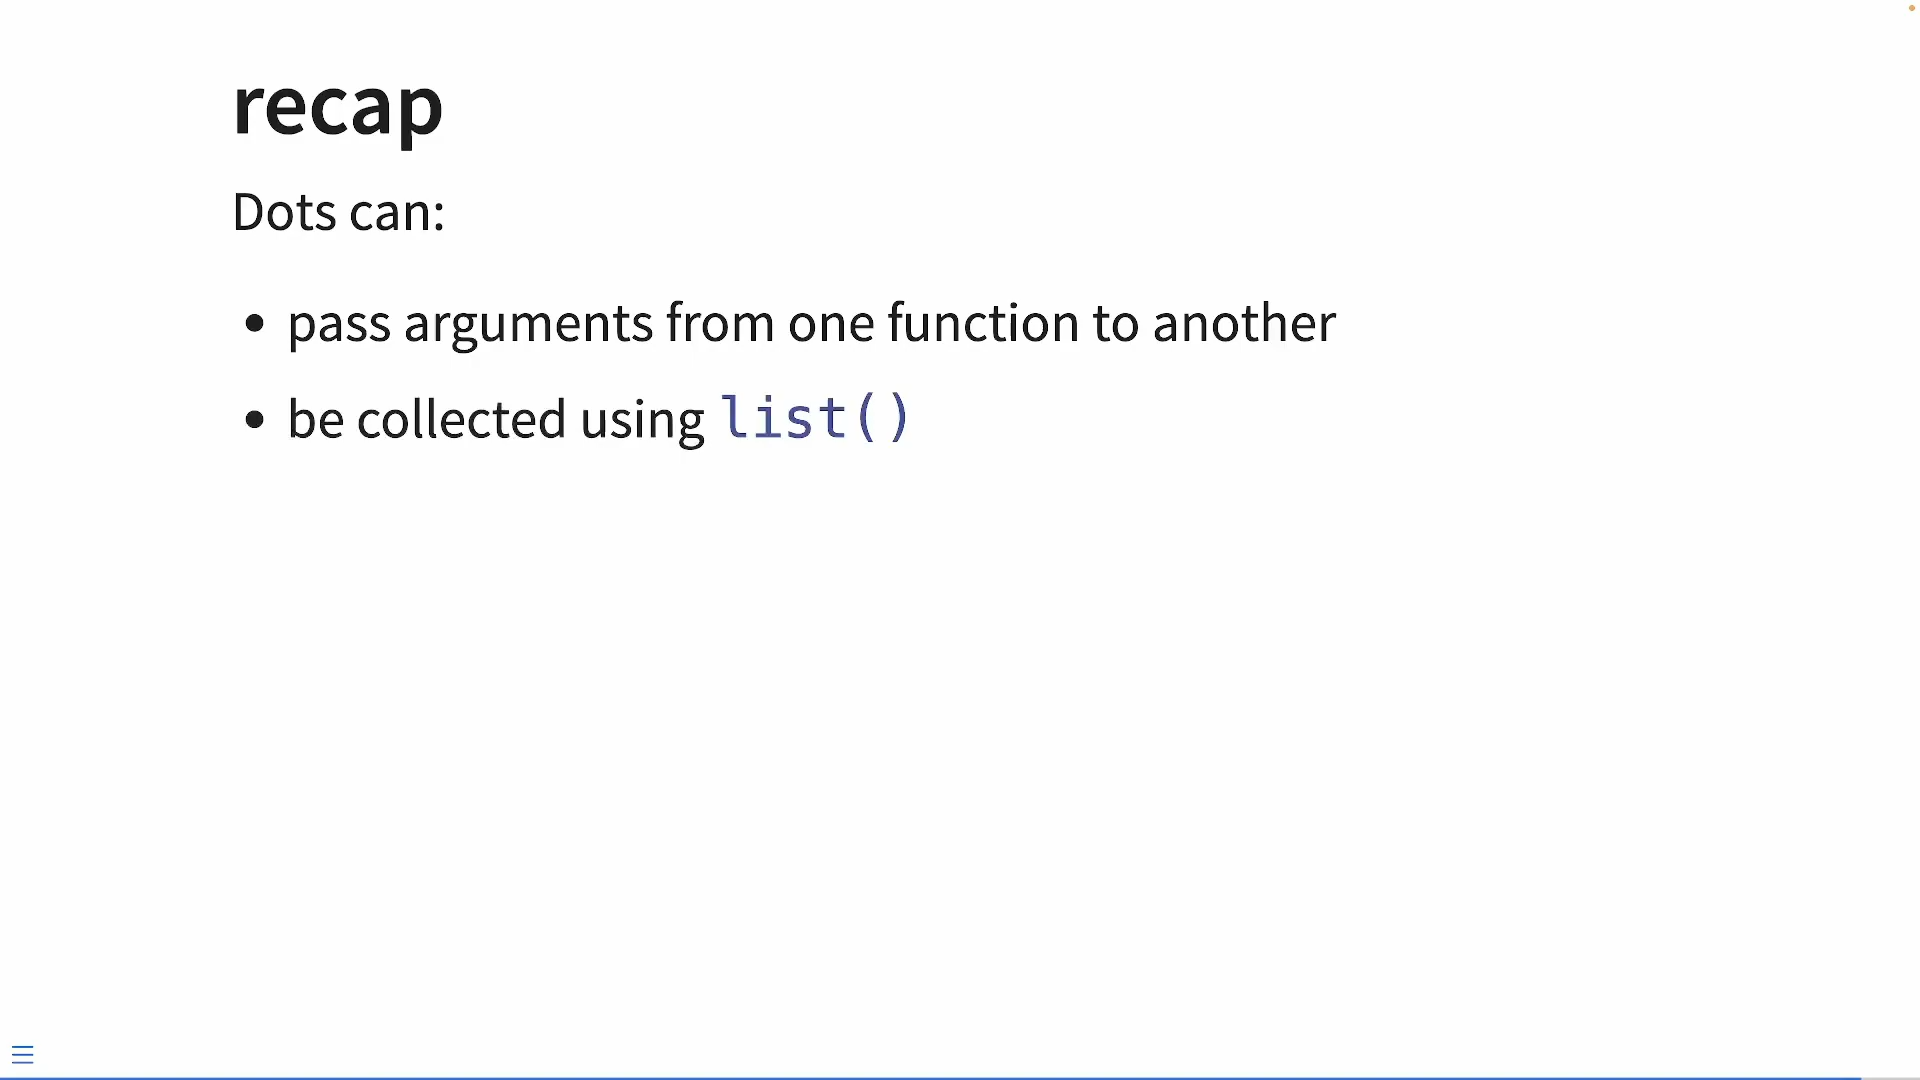 recap
Dots can:
• pass arguments from one function to another
• be collected using list()